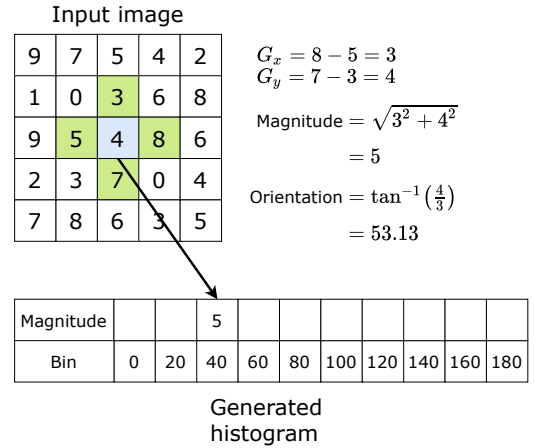 Input image
9 7 5 4 2
1 0 3 6 8
9 5 4 8 6
2 3 7 0 4
7 8 6 3 5
G_x = 8 − 5 = 3
G_y = 7 − 3 = 4
Magnitude = √(3² + 4²)
= 5
Orientation = tan⁻¹(4/3)
= 53.13
Magnitude 5
Bin 0 20 40 60 80 100 120 140 160 180
Generated
histogram